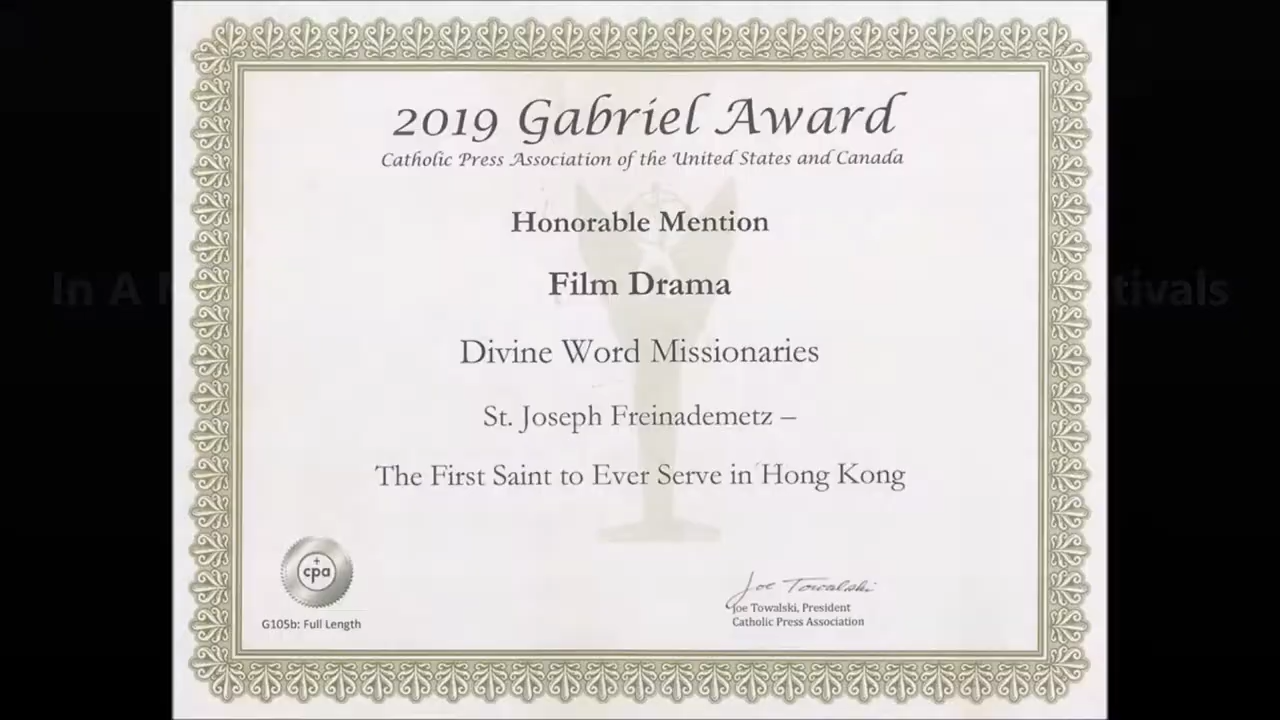 2019 Gabriel Award
Catholic Press Association of the United States and Canada
Honorable Mention
Film Drama
In A
tivals
Divine Word Missionaries
St. Joseph Freinademetz –
The First Saint to Ever Serve in Hong Kong
cpa
G105b: Full Length
Joe Towalski
Joe Towalski, President
Catholic Press Association